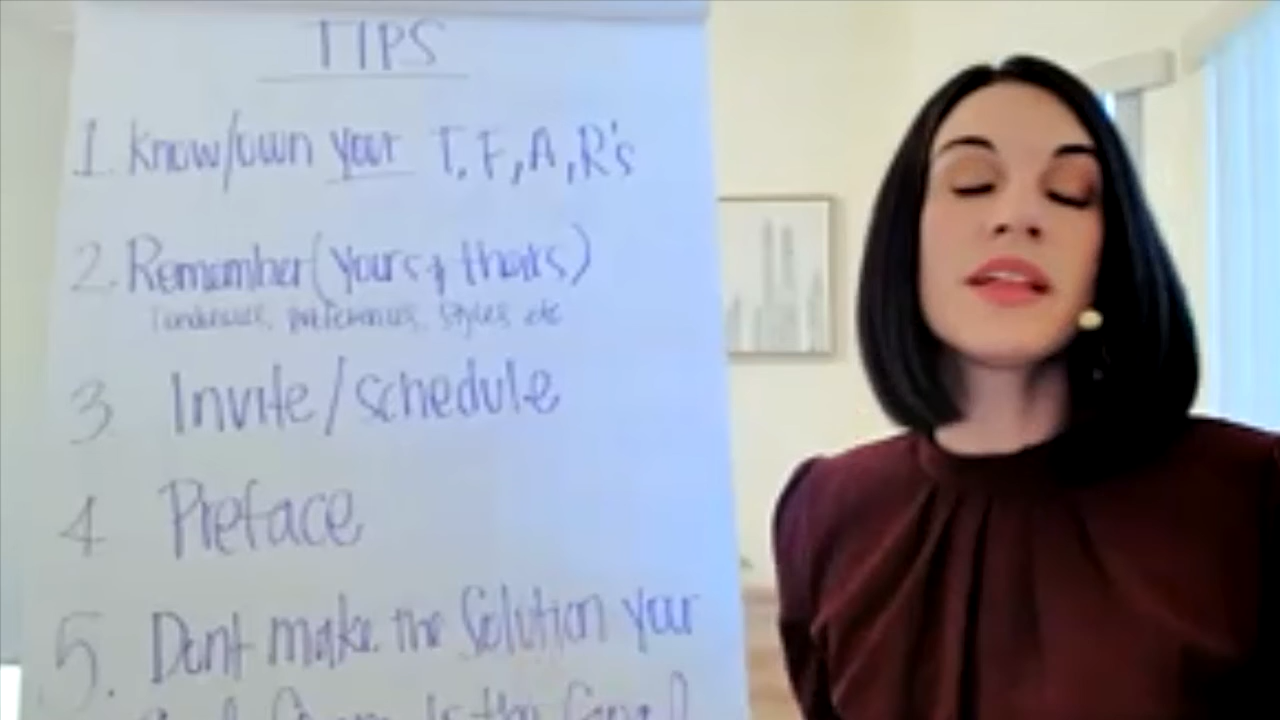 TIPS
1. Know/own your T, F, A, R's
2. Remember (yours & theirs)
Tendencies, preferences, styles, etc
3 Invite/schedule
4 Preface
5. Dont make the Solution your